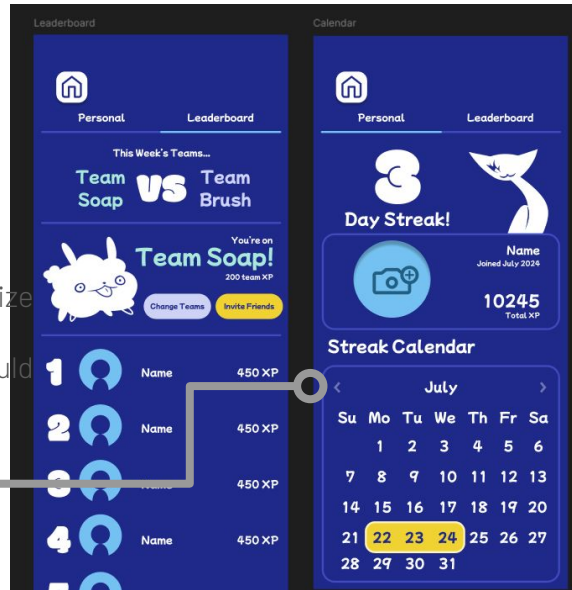 Leaderboard
Personal Leaderboard
This Week's Teams...
Team Soap VS Team Brush
You're on
Team Soap!
200 team XP
Change Teams Invite Friends
1 Name 450 XP
2 Name 450 XP
450 XP
4 Name 450 XP
ize
uld
Calendar
Personal Leaderboard
3
Day Streak!
Name
Joined July 2024
10245
Total XP
Streak Calendar
< July >
Su Mo Tu We Th Fr Sa
1 2 3 4 5 6
7 8 9 10 11 12 13
14 15 16 17 18 19 20
21 22 23 24 25 26 27
28 29 30 31